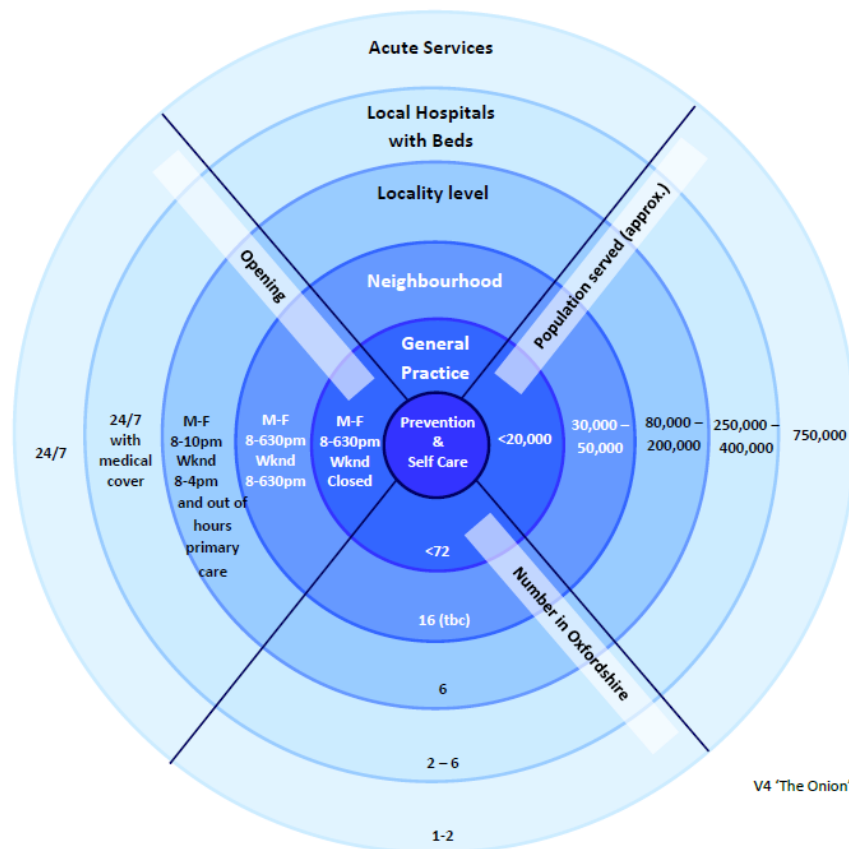 Acute Services
Local Hospitals
with Beds
Locality level
Neighbourhood
General
Practice
Prevention
&
Self Care
Opening
24/7
24/7
with
medical
cover
M-F
8-10pm
Wknd
8-4pm
and out of
hours
primary
care
M-F
8-630pm
Wknd
8-630pm
M-F
8-630pm
Wknd
Closed
Population served (approx.)
<20,000
30,000 –
50,000
80,000 –
200,000
250,000 –
400,000
750,000
Number in Oxfordshire
<72
16 (tbc)
6
2 – 6
1-2
V4 ‘The Onion’